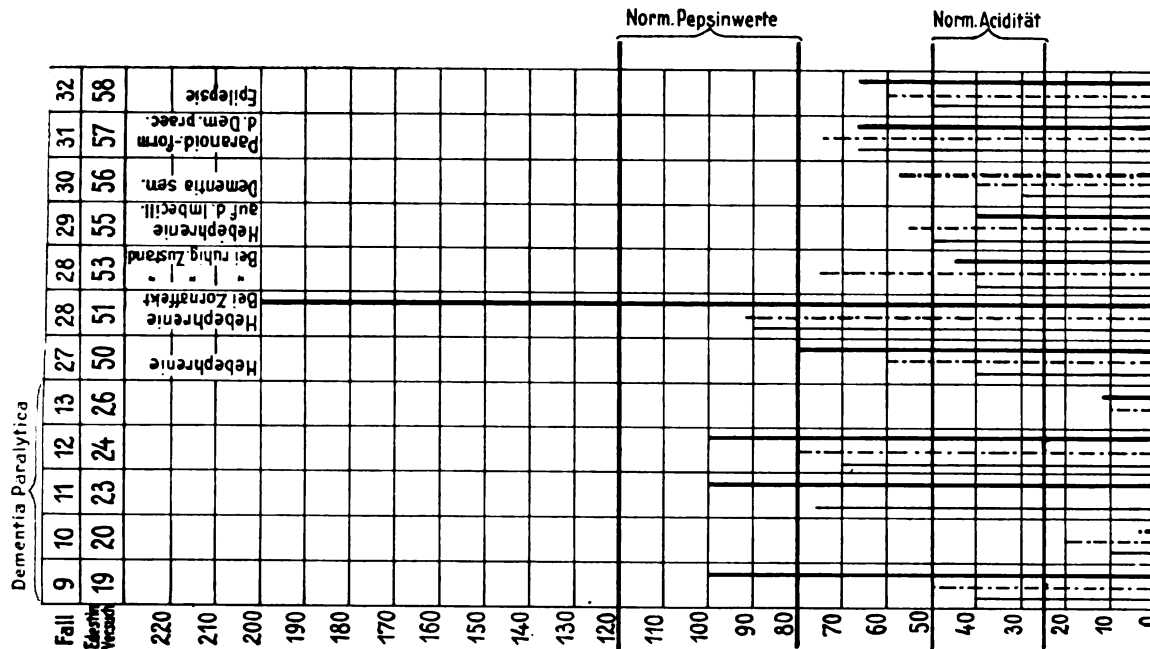 Norm. Pepsinwerte
Norm. Acidität
Dementia Paralytica
Fall 9 10 11 12 13 27 28 28 29 30 31 32
Edestin Versuch 19 20 23 24 26 50 51 53 55 56 57 58
Hebephrenie
Hebephrenie
Bei Zornaffekt
" " "
Bei ruhig. Zustand
Hebephrenie
auf d. Imbecill.
Dementia sen.
Paranoid-form
d. Dem. praec.
Epilepsie
220
210
200
190
180
170
160
150
140
130
120
110
100
90
80
70
60
50
40
30
20
10
0